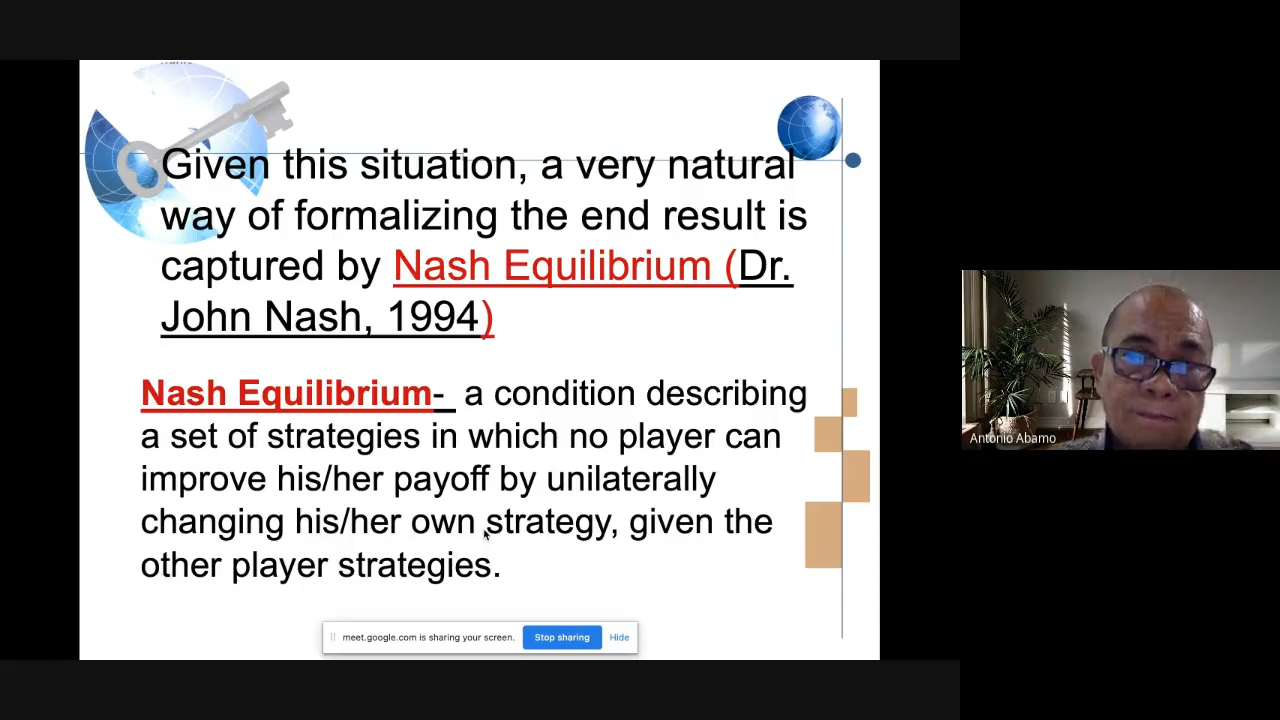 Given this situation, a very natural
way of formalizing the end result is
captured by Nash Equilibrium (Dr.
John Nash, 1994)
Nash Equilibrium- a condition describing
a set of strategies in which no player can
improve his/her payoff by unilaterally
changing his/her own strategy, given the
other player strategies.
meet.google.com is sharing your screen. Stop sharing Hide
Antonio Abamo